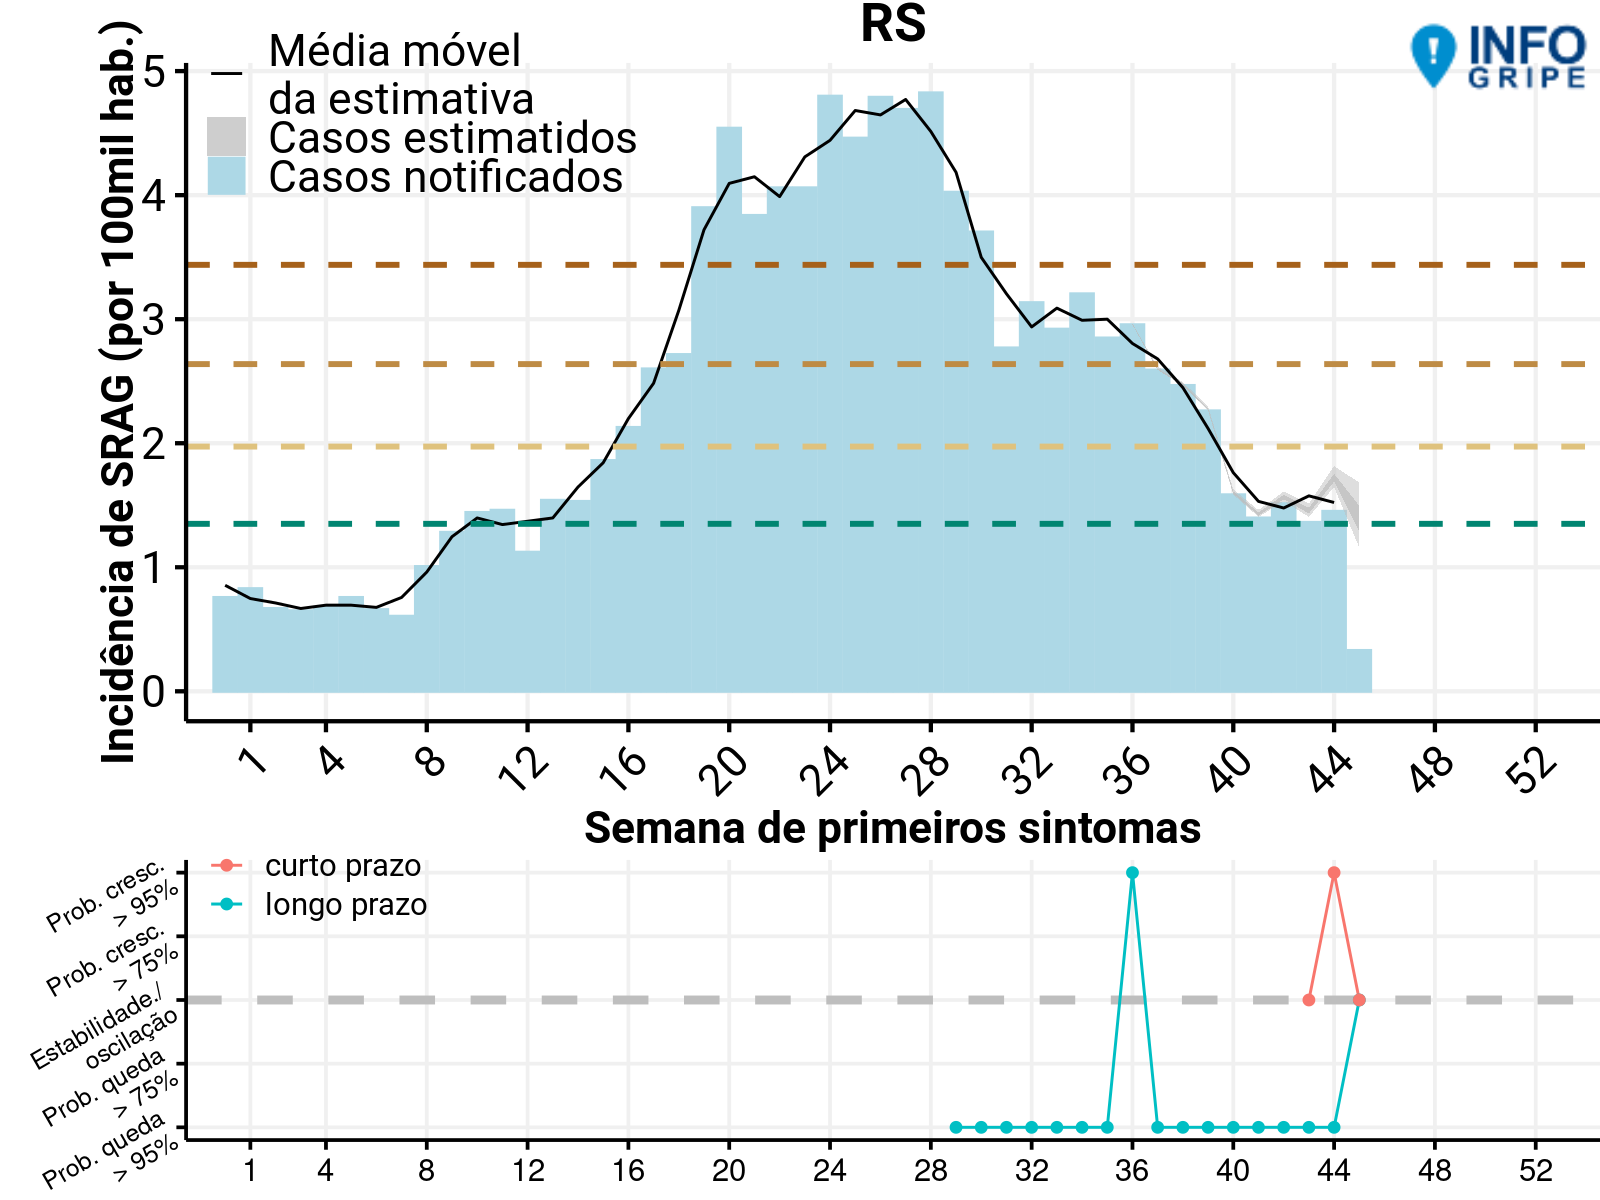 RS
INFO
GRIPE
Média móvel
da estimativa
Casos estimatidos
Casos notificados
Incidência de SRAG (por 100mil hab.)
5
4
3
2
1
0
1 4 8 12 16 20 24 28 32 36 40 44 48 52
Semana de primeiros sintomas
curto prazo
longo prazo
Prob. cresc.
> 95%
Prob. cresc.
> 75%
Estabilidade./
oscilação
Prob. queda
> 75%
Prob. queda
> 95%
1 4 8 12 16 20 24 28 32 36 40 44 48 52